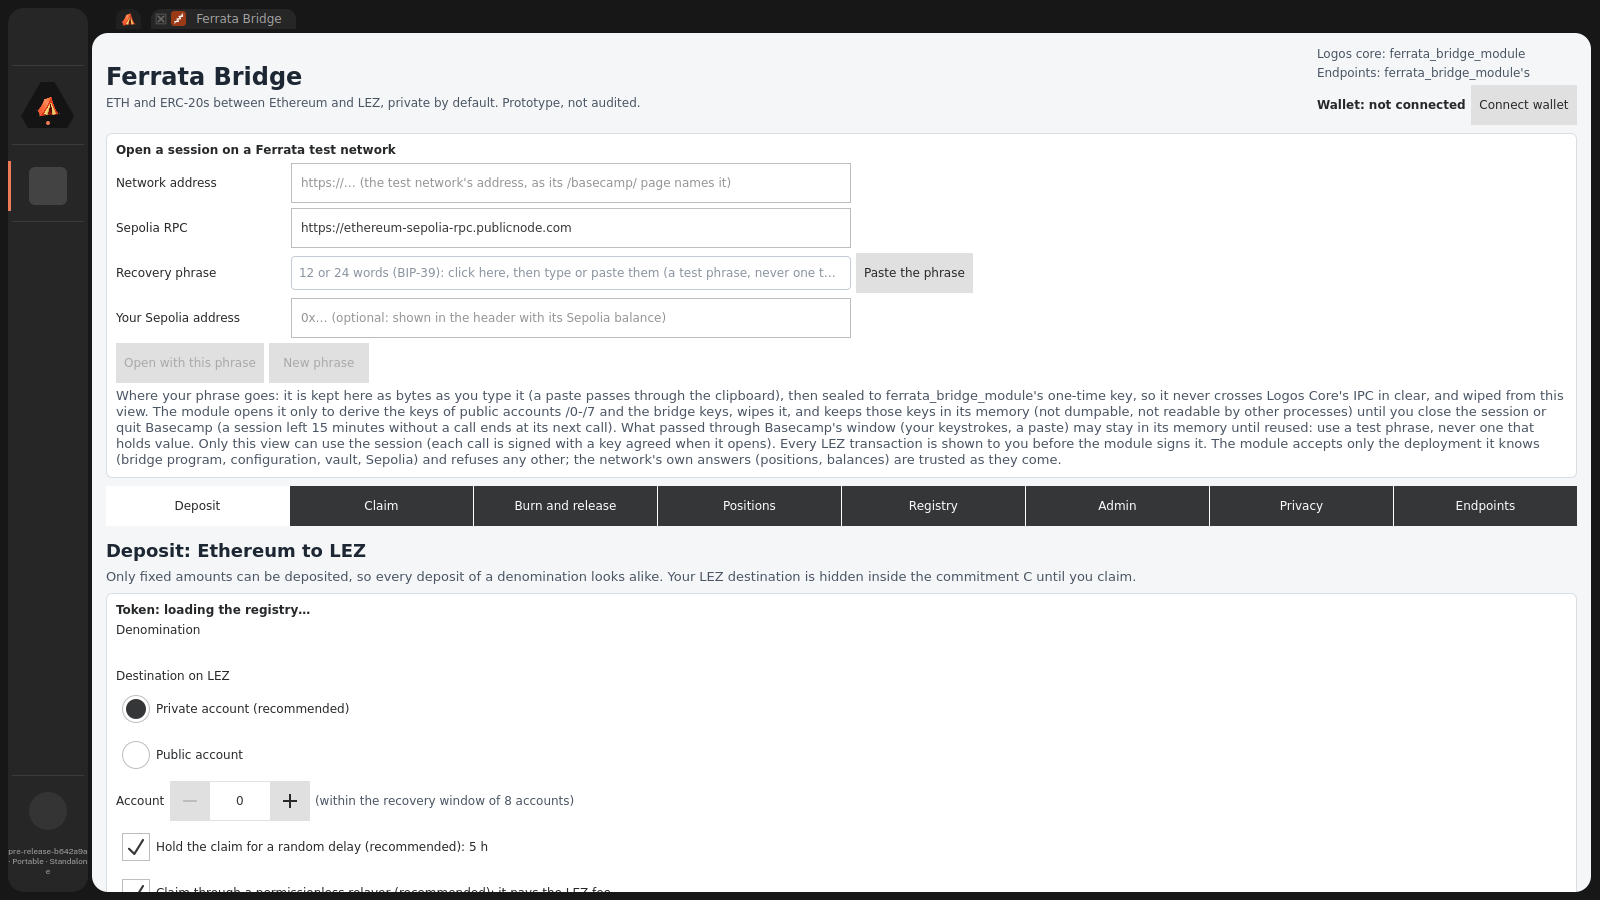 Ferrata Bridge
Logos core: ferrata_bridge_module
Endpoints: ferrata_bridge_module's
Ferrata Bridge
ETH and ERC-20s between Ethereum and LEZ, private by default. Prototype, not audited.
Wallet: not connected
Connect wallet
Open a session on a Ferrata test network
Network address
https://... (the test network's address, as its /basecamp/ page names it)
Sepolia RPC
https://ethereum-sepolia-rpc.publicnode.com
Recovery phrase
12 or 24 words (BIP-39): click here, then type or paste them (a test phrase, never one t...
Paste the phrase
Your Sepolia address
0x... (optional: shown in the header with its Sepolia balance)
Open with this phrase
New phrase
Where your phrase goes: it is kept here as bytes as you type it (a paste passes through the clipboard), then sealed to ferrata_bridge_module's one-time key, so it never crosses Logos Core's IPC in clear, and wiped from this
view. The module opens it only to derive the keys of public accounts /0-/7 and the bridge keys, wipes it, and keeps those keys in its memory (not dumpable, not readable by other processes) until you close the session or
quit Basecamp (a session left 15 minutes without a call ends at its next call). What passed through Basecamp's window (your keystrokes, a paste) may stay in its memory until reused: use a test phrase, never one that
holds value. Only this view can use the session (each call is signed with a key agreed when it opens). Every LEZ transaction is shown to you before the module signs it. The module accepts only the deployment it knows
(bridge program, configuration, vault, Sepolia) and refuses any other; the network's own answers (positions, balances) are trusted as they come.
Deposit
Claim
Burn and release
Positions
Registry
Admin
Privacy
Endpoints
Deposit: Ethereum to LEZ
Only fixed amounts can be deposited, so every deposit of a denomination looks alike. Your LEZ destination is hidden inside the commitment C until you claim.
Token: loading the registry...
Denomination
Destination on LEZ
Private account (recommended)
Public account
Account
0
(within the recovery window of 8 accounts)
Hold the claim for a random delay (recommended): 5 h
Claim through a permissionless relayer (recommended): it pays the LEZ fee
pre-release-b642a9a
· Portable · Standalon
e